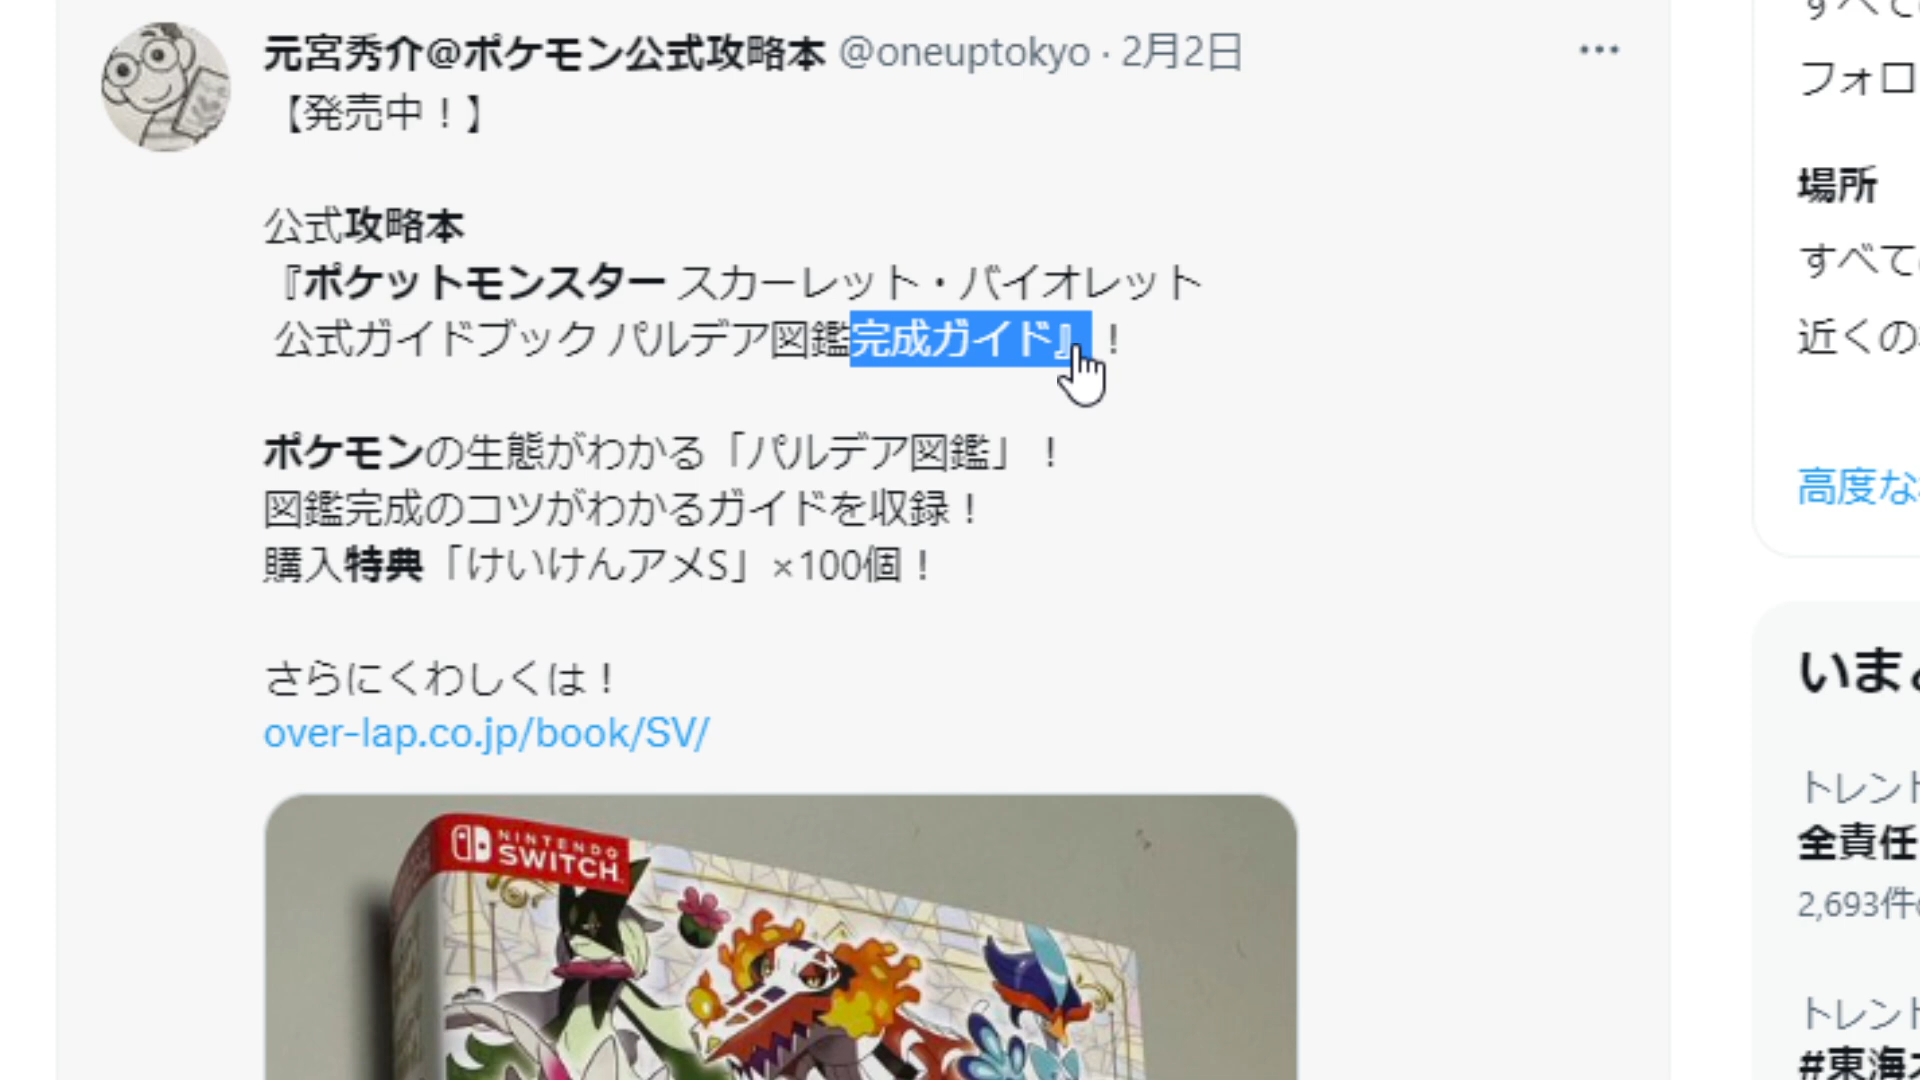 元宮秀介@ポケモン公式攻略本 @oneuptokyo · 2月2日
【発売中！】
公式攻略本
『ポケットモンスター スカーレット・バイオレット
公式ガイドブック パルデア図鑑完成ガイド』！
ポケモンの生態がわかる「パルデア図鑑」！
図鑑完成のコツがわかるガイドを収録！
購入特典「けいけんアメS」×100個！
さらにくわしくは！
over-lap.co.jp/book/SV/
NINTENDO
SWITCH
フォロ
場所
すべて
近くの
高度な
いま
トレント
全責任
2,693件
トレント
#東海